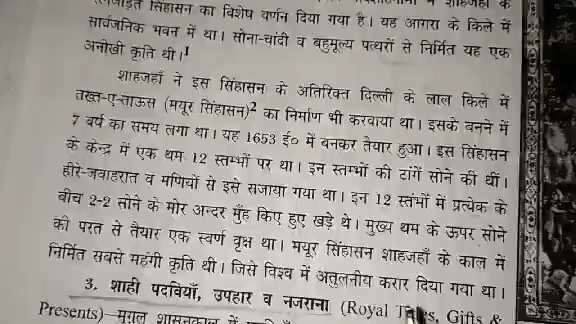 सिंहासन का विशेष वर्णन दिया गया है। यह आगरा के किले में
सार्वजनिक भवन में था। सोना-चांदी व बहुमूल्य पत्थरों से निर्मित यह एक
अनोखी कृति थी।1
शाहजहाँ ने इस सिंहासन के अतिरिक्त दिल्ली के लाल किले में
तख्त-ए-ताऊस (मयूर सिंहासन)2 का निर्माण भी करवाया था। इसके बनने में
7 वर्ष का समय लगा था। यह 1653 ई० में बनकर तैयार हुआ। इस सिंहासन
के केन्द्र में एक थम 12 स्तम्भों पर था। इन स्तम्भों की टांगें सोने की थीं।
हीरे-जवाहरात व मणियों से इसे सजाया गया था। इन 12 स्तंभों में प्रत्येक के
बीच 2-2 सोने के मोर अन्दर मुँह किए हुए खड़े थे। मुख्य थम के ऊपर सोने
की परत से तैयार एक स्वर्ण वृक्ष था। मयूर सिंहासन शाहजहाँ के काल में
निर्मित सबसे महंगी कृति थी। जिसे विश्व में अतुलनीय करार दिया गया था।
3. शाही पदवियाँ, उपहार व नजराना (Royal Gifts &
Presents)—मुगल शासनकाल में